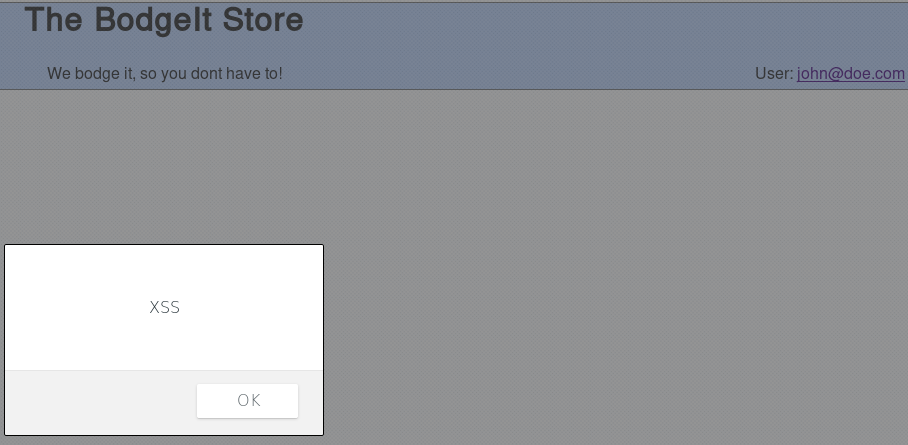 The BodgeIt Store
We bodge it, so you dont have to!
User: john@doe.com
XSS
OK